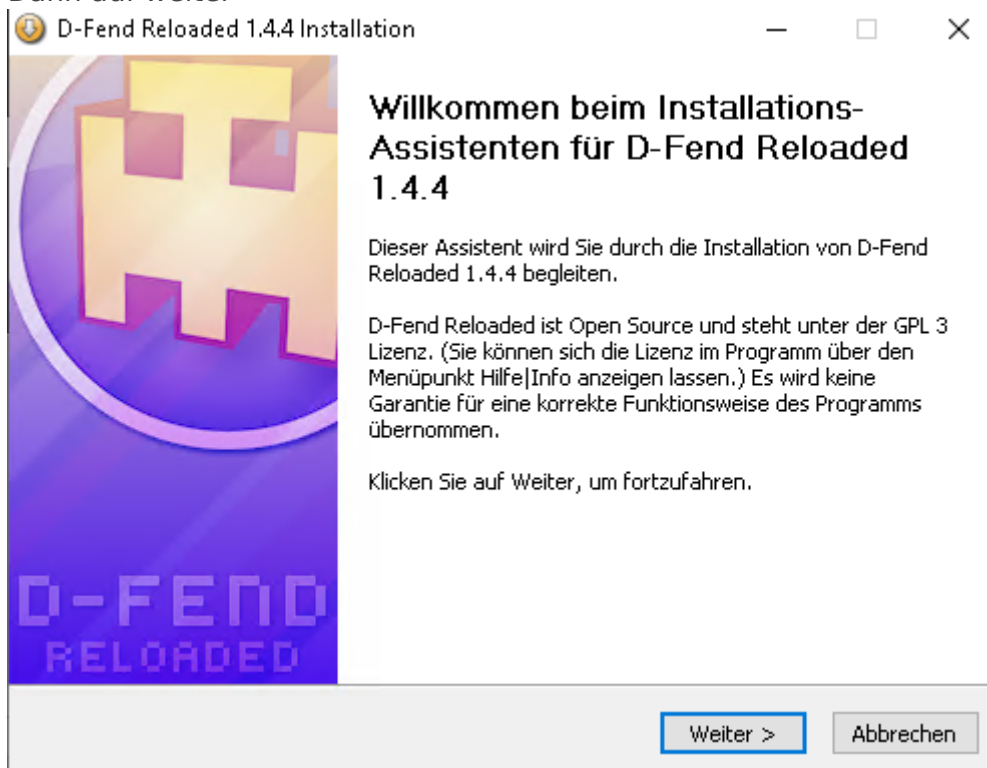 Dann auf weiter
D-Fend Reloaded 1.4.4 Installation
Willkommen beim Installations-
Assistenten für D-Fend Reloaded
1.4.4
Dieser Assistent wird Sie durch die Installation von D-Fend
Reloaded 1.4.4 begleiten.
D-Fend Reloaded ist Open Source und steht unter der GPL 3
Lizenz. (Sie können sich die Lizenz im Programm über den
Menüpunkt Hilfe|Info anzeigen lassen.) Es wird keine
Garantie für eine korrekte Funktionsweise des Programms
übernommen.
Klicken Sie auf Weiter, um fortzufahren.
D-FEND
RELOADED
Weiter >
Abbrechen